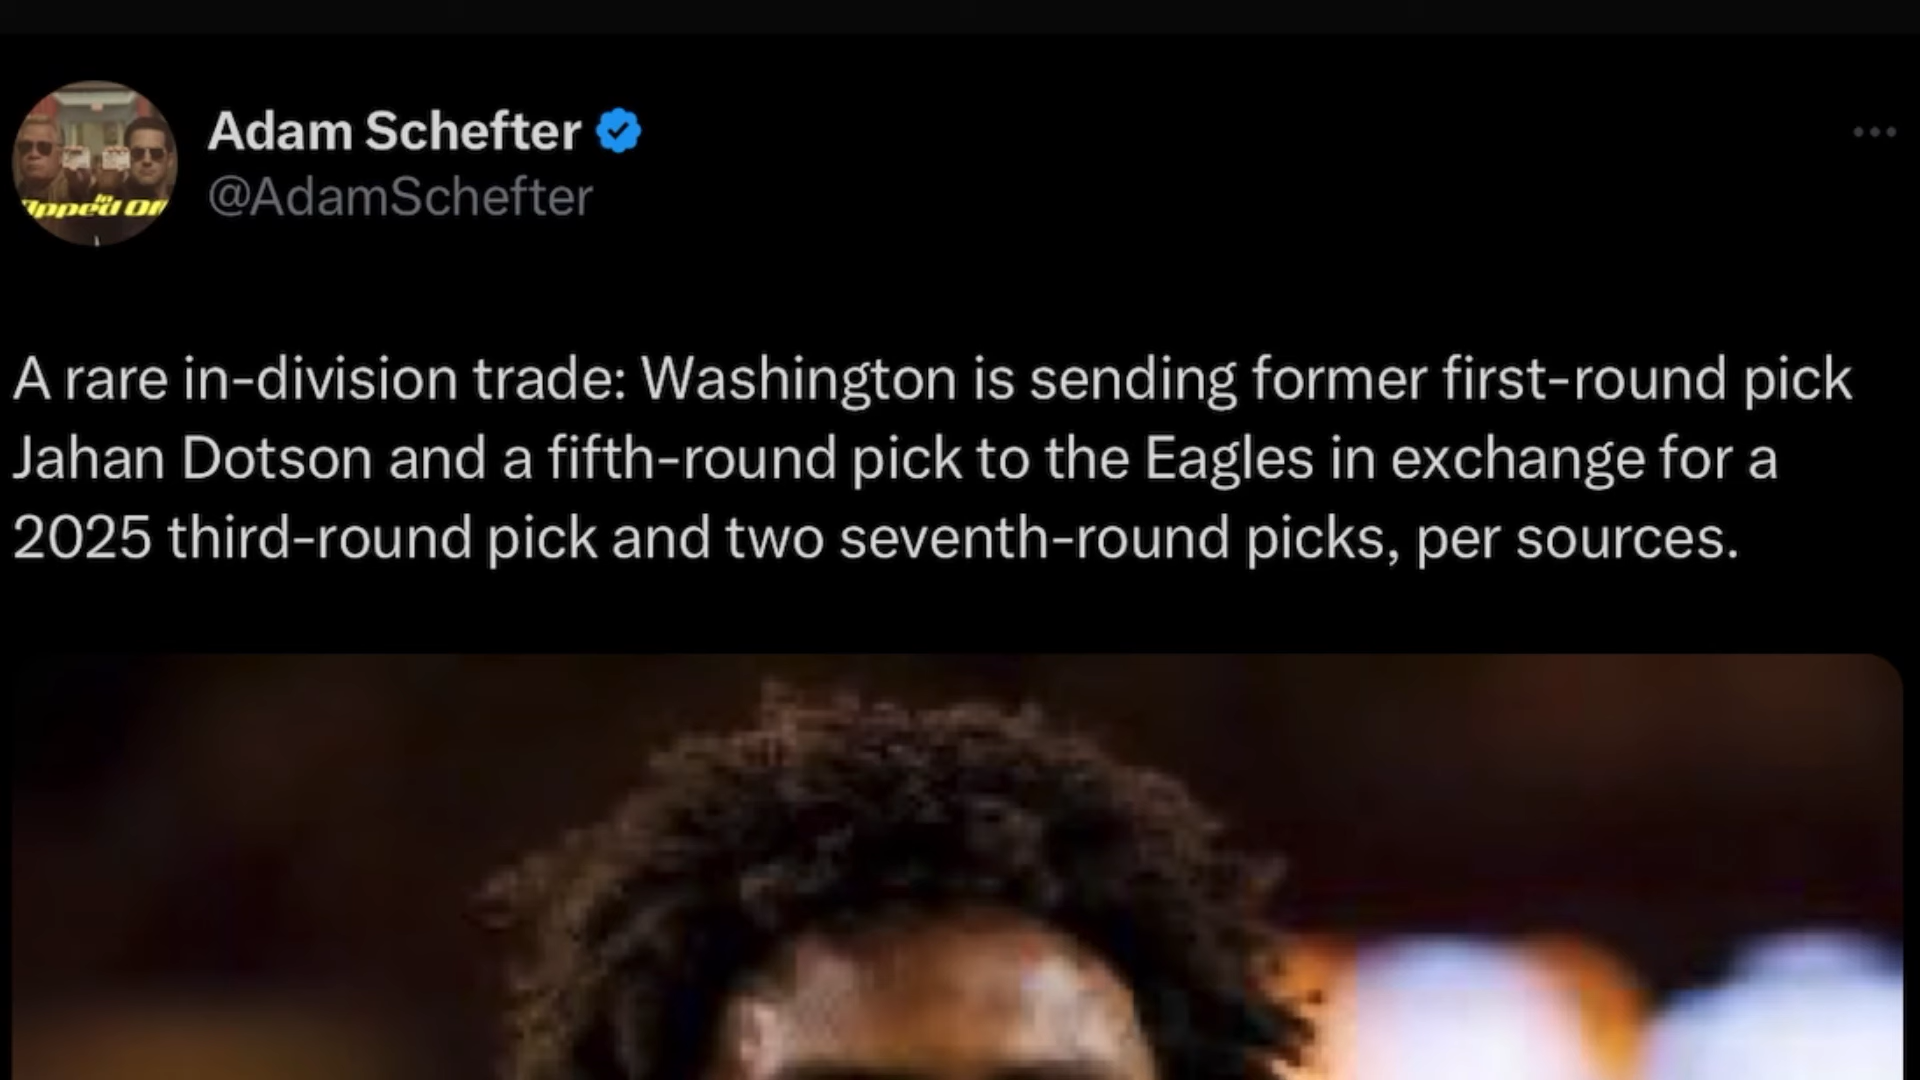 Adam Schefter
@AdamSchefter
A rare in-division trade: Washington is sending former first-round pick
Jahan Dotson and a fifth-round pick to the Eagles in exchange for a
2025 third-round pick and two seventh-round picks, per sources.